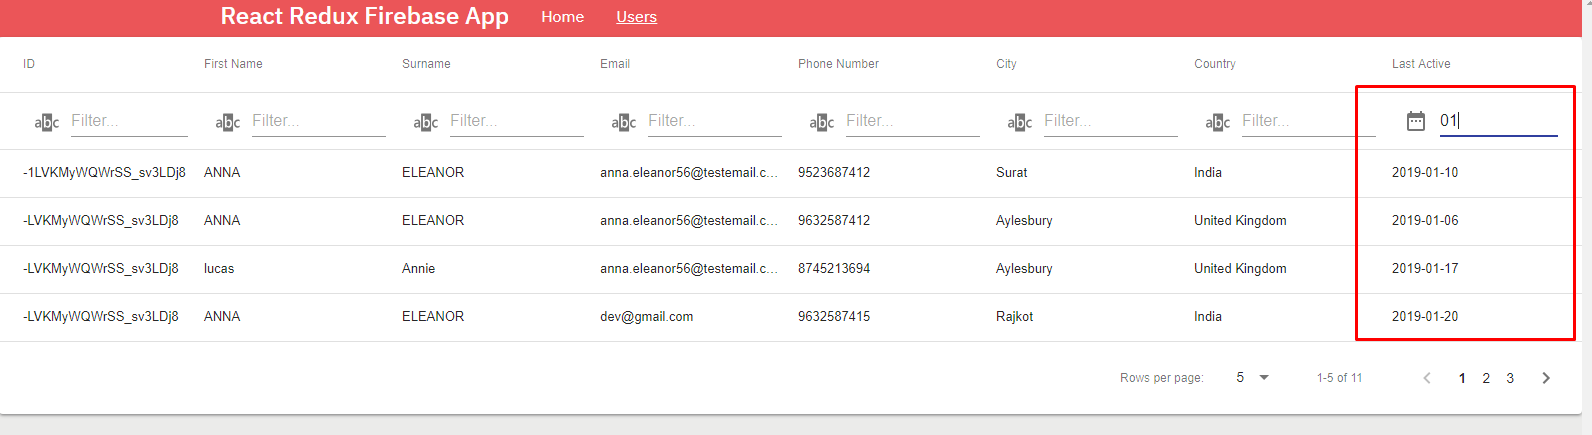 React Redux Firebase App Home Users
ID First Name Surname Email Phone Number City Country Last Active
abc Filter... abc Filter... abc Filter... abc Filter... abc Filter... abc Filter... abc Filter... 01
-1LVKMyWQWrSS_sv3LDj8 ANNA ELEANOR anna.eleanor56@testemail.c... 9523687412 Surat India 2019-01-10
-LVKMyWQWrSS_sv3LDj8 ANNA ELEANOR anna.eleanor56@testemail.c... 9632587412 Aylesbury United Kingdom 2019-01-06
-LVKMyWQWrSS_sv3LDj8 lucas Annie anna.eleanor56@testemail.c... 8745213694 Aylesbury United Kingdom 2019-01-17
-LVKMyWQWrSS_sv3LDj8 ANNA ELEANOR dev@gmail.com 9632587415 Rajkot India 2019-01-20
Rows per page: 5 1-5 of 11 1 2 3